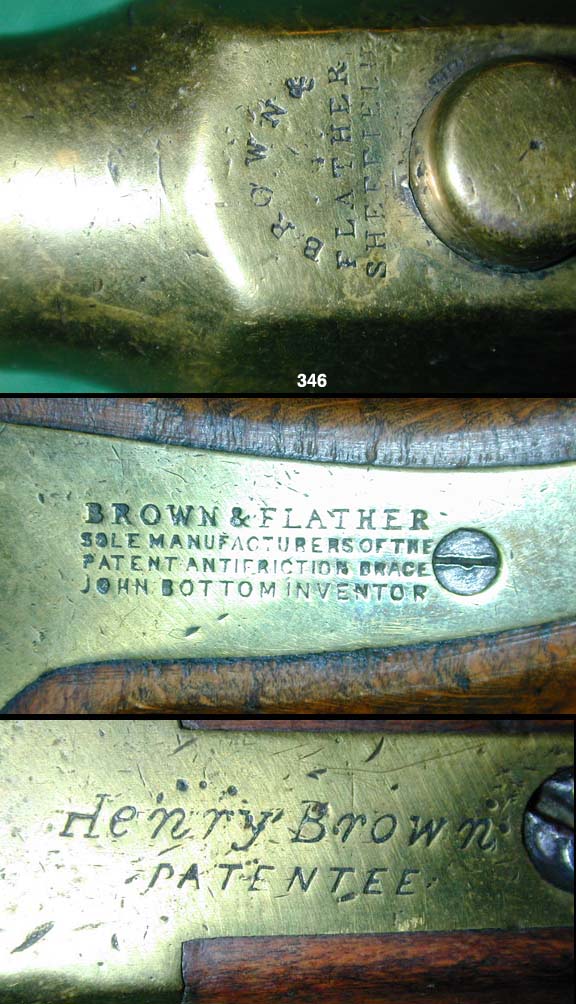 BROWN &
FLATHER
SHEFFIELD
346
BROWN & FLATHER
SOLE MANUFACTURERS OF THE
PATENT ANTIFRICTION BRACE
JOHN BOTTOM INVENTOR
Henry Brown
PATENTEE